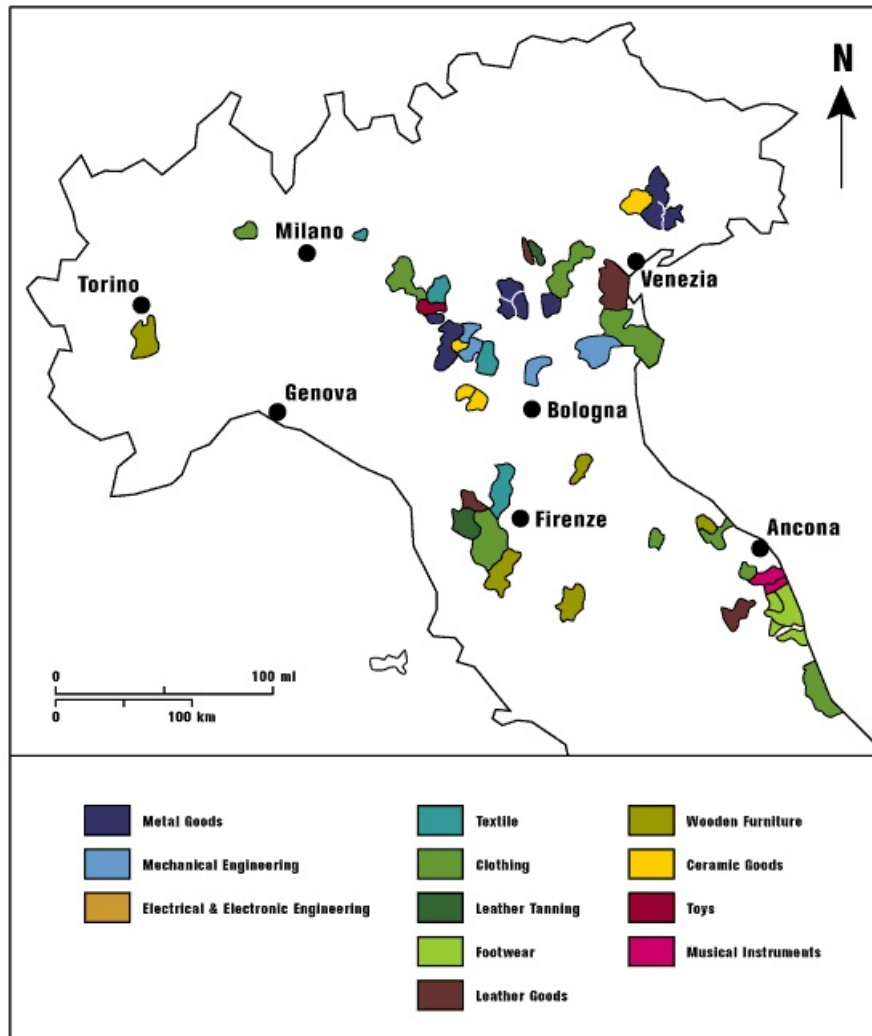 N
Milano
Venezia
Torino
Genova
Bologna
Firenze
Ancona
0 100 ml
0 100 km
Metal Goods
Mechanical Engineering
Electrical & Electronic Engineering
Textile
Clothing
Leather Tanning
Footwear
Leather Goods
Wooden Furniture
Ceramic Goods
Toys
Musical Instruments